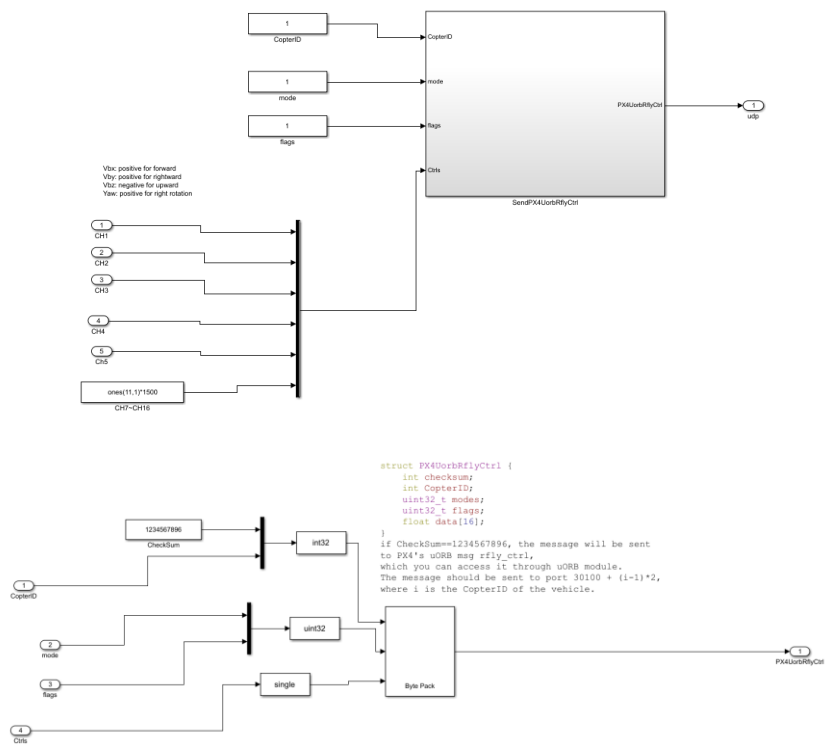 1
CopterID
CopterID
1
mode
mode
PX4UorbRflyCtrl
1
udp
1
flags
flags
Ctrls
SendPX4UorbRflyCtrl
Vbx: positive for forward
Vby: positive for rightward
Vbz: negative for upward
Yaw: positive for right rotation
1
CH1
2
CH2
3
CH3
4
CH4
5
Ch5
ones(11,1)*1500
CH7~CH16
struct PX4UorbRflyCtrl {
int checksum;
int CopterID;
uint32_t modes;
uint32_t flags;
float data[16];
}
if CheckSum==1234567896, the message will be sent
to PX4's uORB msg rfly_ctrl,
which you can access it through uORB module.
The message should be sent to port 30100 + (i-1)*2,
where i is the CopterID of the vehicle.
1234567896
CheckSum
int32
1
CopterID
uint32
2
mode
1
PX4UorbRflyCtrl
3
flags
single
Byte Pack
4
Ctrls